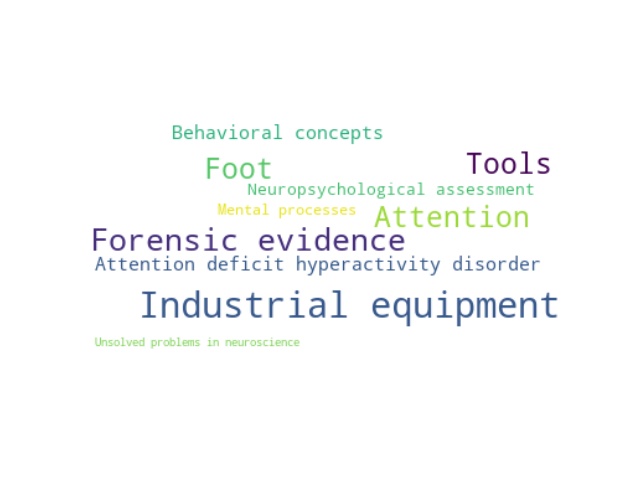 Behavioral concepts
Tools
Foot
Neuropsychological assessment
Mental processes
Attention
Forensic evidence
Attention deficit hyperactivity disorder
Industrial equipment
Unsolved problems in neuroscience